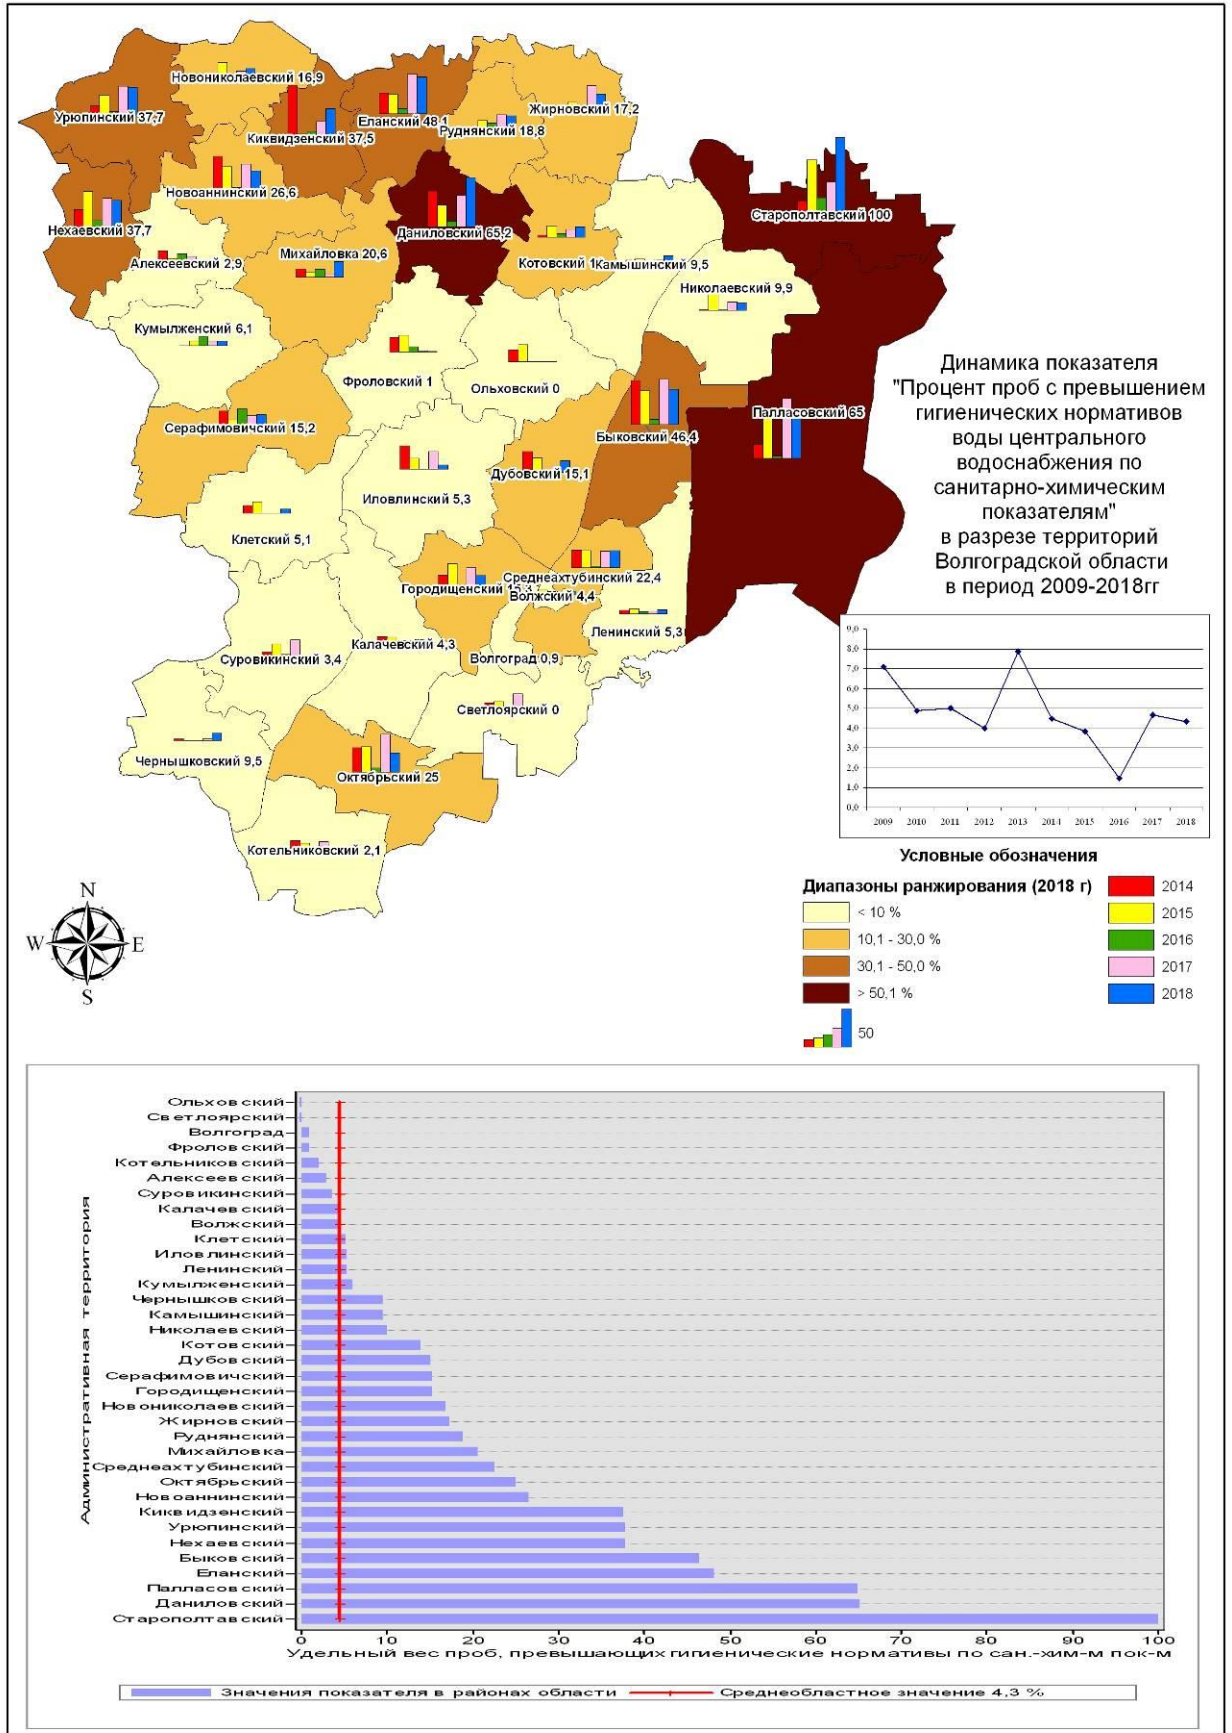 Новониколаевский 16,9
Урюпинский 37,7
Киквидзенский 37,5
Еланский 48,1
Руднянский 18,8
Жирновский 17,2
Новоаннинский 26,6
Нехаевский 37,7
Даниловский 65,2
Старополтавский 100
Алексеевский 2,9
Михайловка 20,6
Котовский 1
Камышинский 9,5
Николаевский 9,9
Кумылженский 6,1
Фроловский 1
Ольховский 0
Серафимовичский 15,2
Быковский 46,4
Палласовский 65
Дубовский 15,1
Иловлинский 5,3
Клетский 5,1
Городищенский
Среднеахтубинский 22,4
Волжский 4,4
Ленинский 5,3
Калачевский 4,3
Суровикинский 3,4
Волгоград 0,9
Светлоярский 0
Чернышковский 9,5
Октябрьский 25
Котельниковский 2,1
Динамика показателя
"Процент проб с превышением
гигиенических нормативов
воды центрального
водоснабжения по
санитарно-химическим
показателям"
в разрезе территорий
Волгоградской области
в период 2009-2018гг
9,0
8,0
7,0
6,0
5,0
4,0
3,0
2,0
1,0
0,0
2009 2010 2011 2012 2013 2014 2015 2016 2017 2018
Условные обозначения
Диапазоны ранжирования (2018 г)
< 10 %
10,1 - 30,0 %
30,1 - 50,0 %
> 50,1 %
50
2014
2015
2016
2017
2018
N
W E
S
Административная территория
Ольховский
Светлоярский
Волгоград
Фроловский
Котельниковский
Алексеевский
Суровикинский
Калачевский
Волжский
Клетский
Иловлинский
Ленинский
Кумылженский
Чернышковский
Камышинский
Николаевский
Котовский
Дубовский
Серафимовичский
Городищенский
Новониколаевский
Жирновский
Руднянский
Михайловка
Среднеахтубинский
Октябрьский
Новоаннинский
Киквидзенский
Урюпинский
Нехаевский
Быковский
Еланский
Палласовский
Даниловский
Старополтавский
0 10 20 30 40 50 60 70 80 90 100
Удельный вес проб, превышающих гигиенические нормативы по сан.-хим-м пок-м
Значения показателя в районах области
Среднеобластное значение 4,3 %